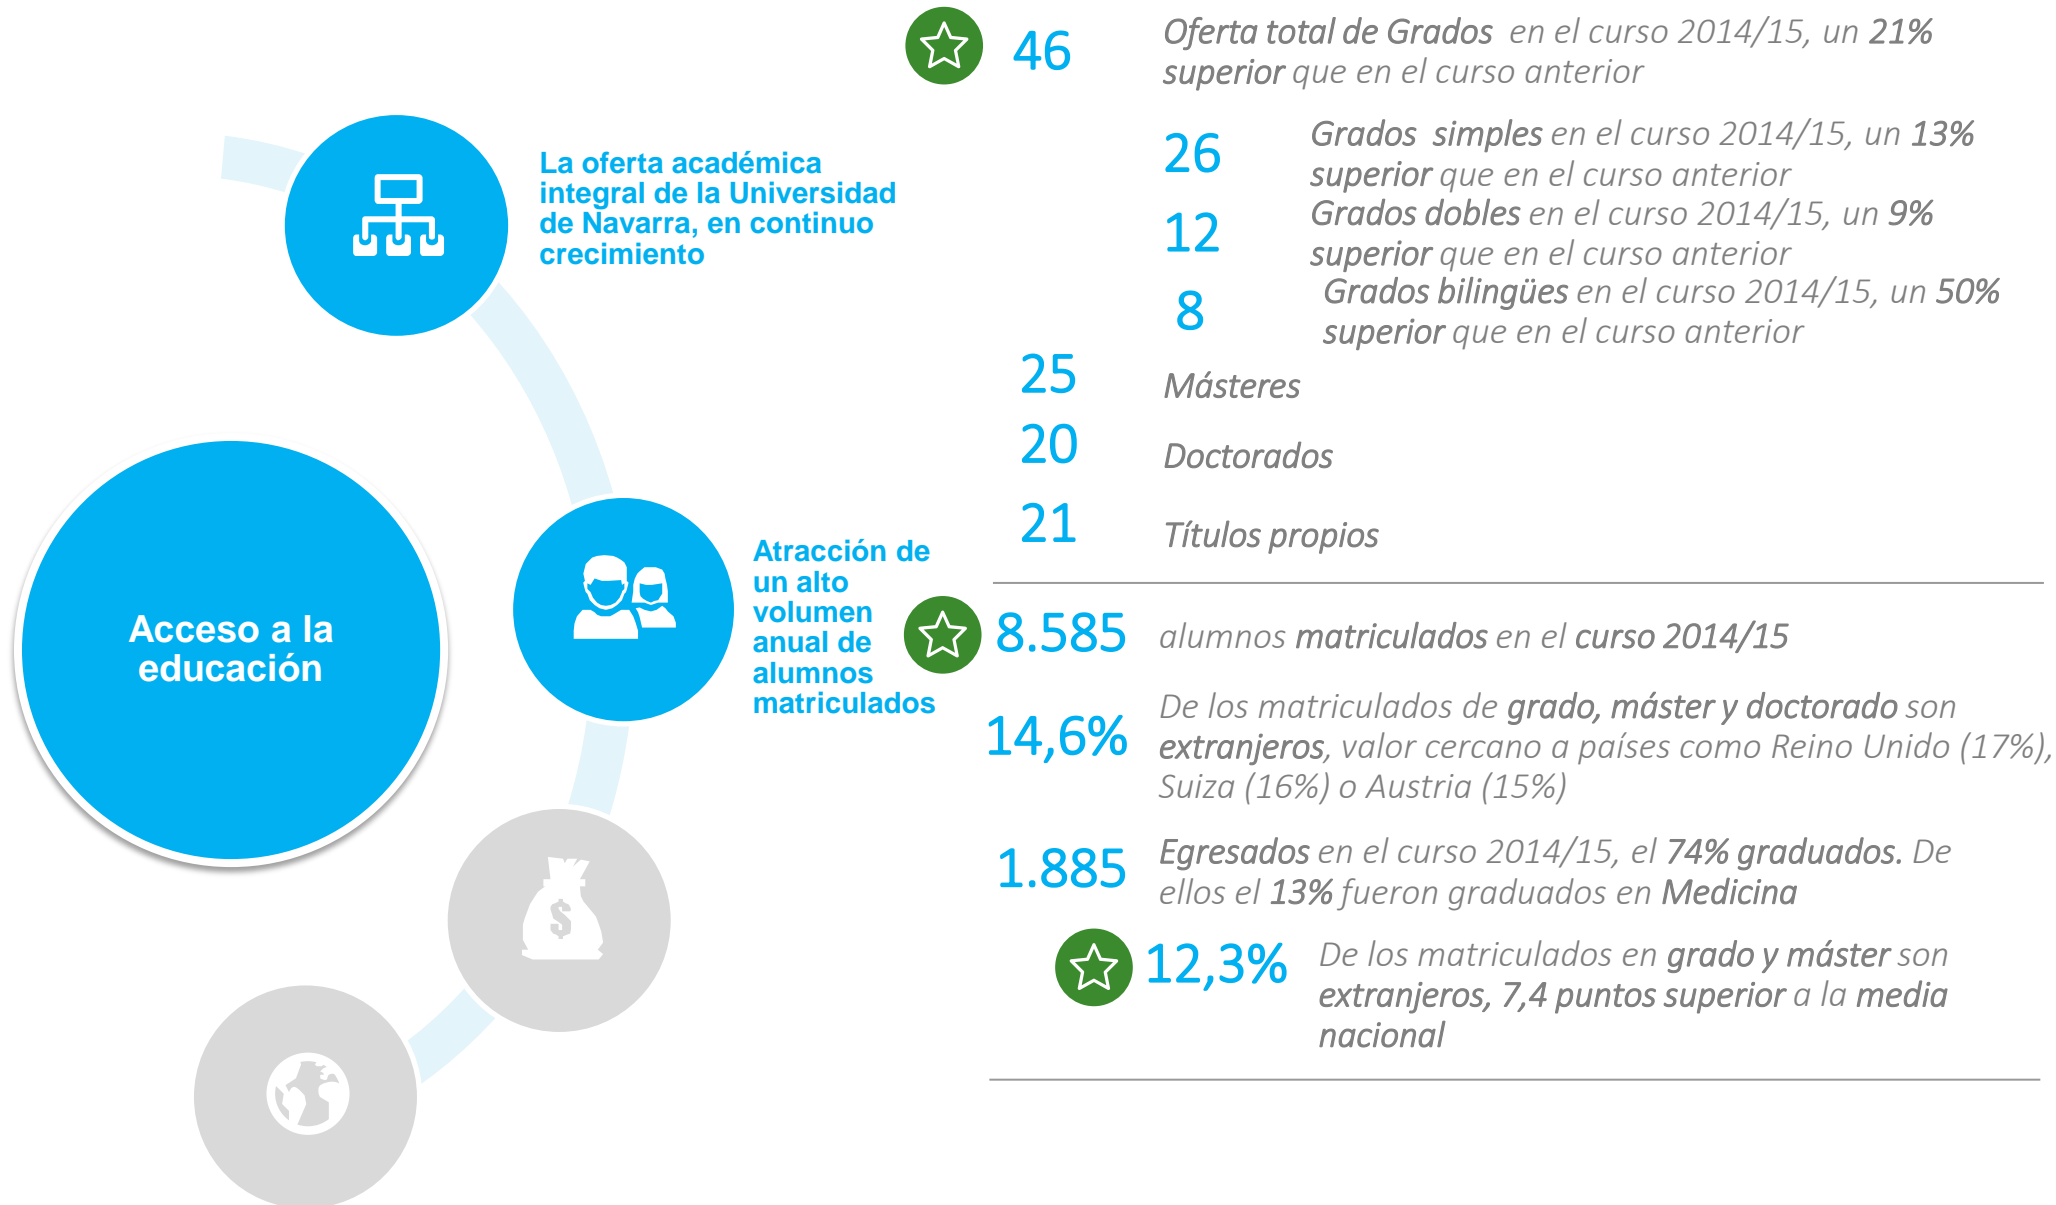 Acceso a la
educación
La oferta académica
integral de la Universidad
de Navarra, en continuo
crecimiento
46
Oferta total de Grados en el curso 2014/15, un 21%
superior que en el curso anterior
26
Grados simples en el curso 2014/15, un 13%
superior que en el curso anterior
12
Grados dobles en el curso 2014/15, un 9%
superior que en el curso anterior
8
Grados bilingües en el curso 2014/15, un 50%
superior que en el curso anterior
25
Másteres
20
Doctorados
21
Títulos propios
Atracción de
un alto
volumen
anual de
alumnos
matriculados
8.585
alumnos matriculados en el curso 2014/15
14,6%
De los matriculados de grado, máster y doctorado son
extranjeros, valor cercano a países como Reino Unido (17%),
Suiza (16%) o Austria (15%)
1.885
Egresados en el curso 2014/15, el 74% graduados. De
ellos el 13% fueron graduados en Medicina
12,3%
De los matriculados en grado y máster son
extranjeros, 7,4 puntos superior a la media
nacional
$